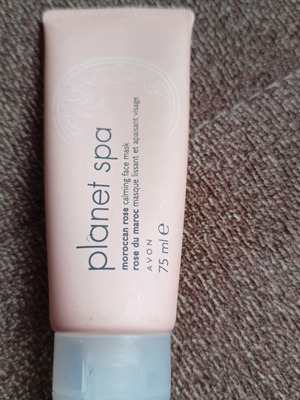 planet spa
moroccan rose calming face mask
rose du maroc masque lissant et apaisant visage
AVON
75 ml e